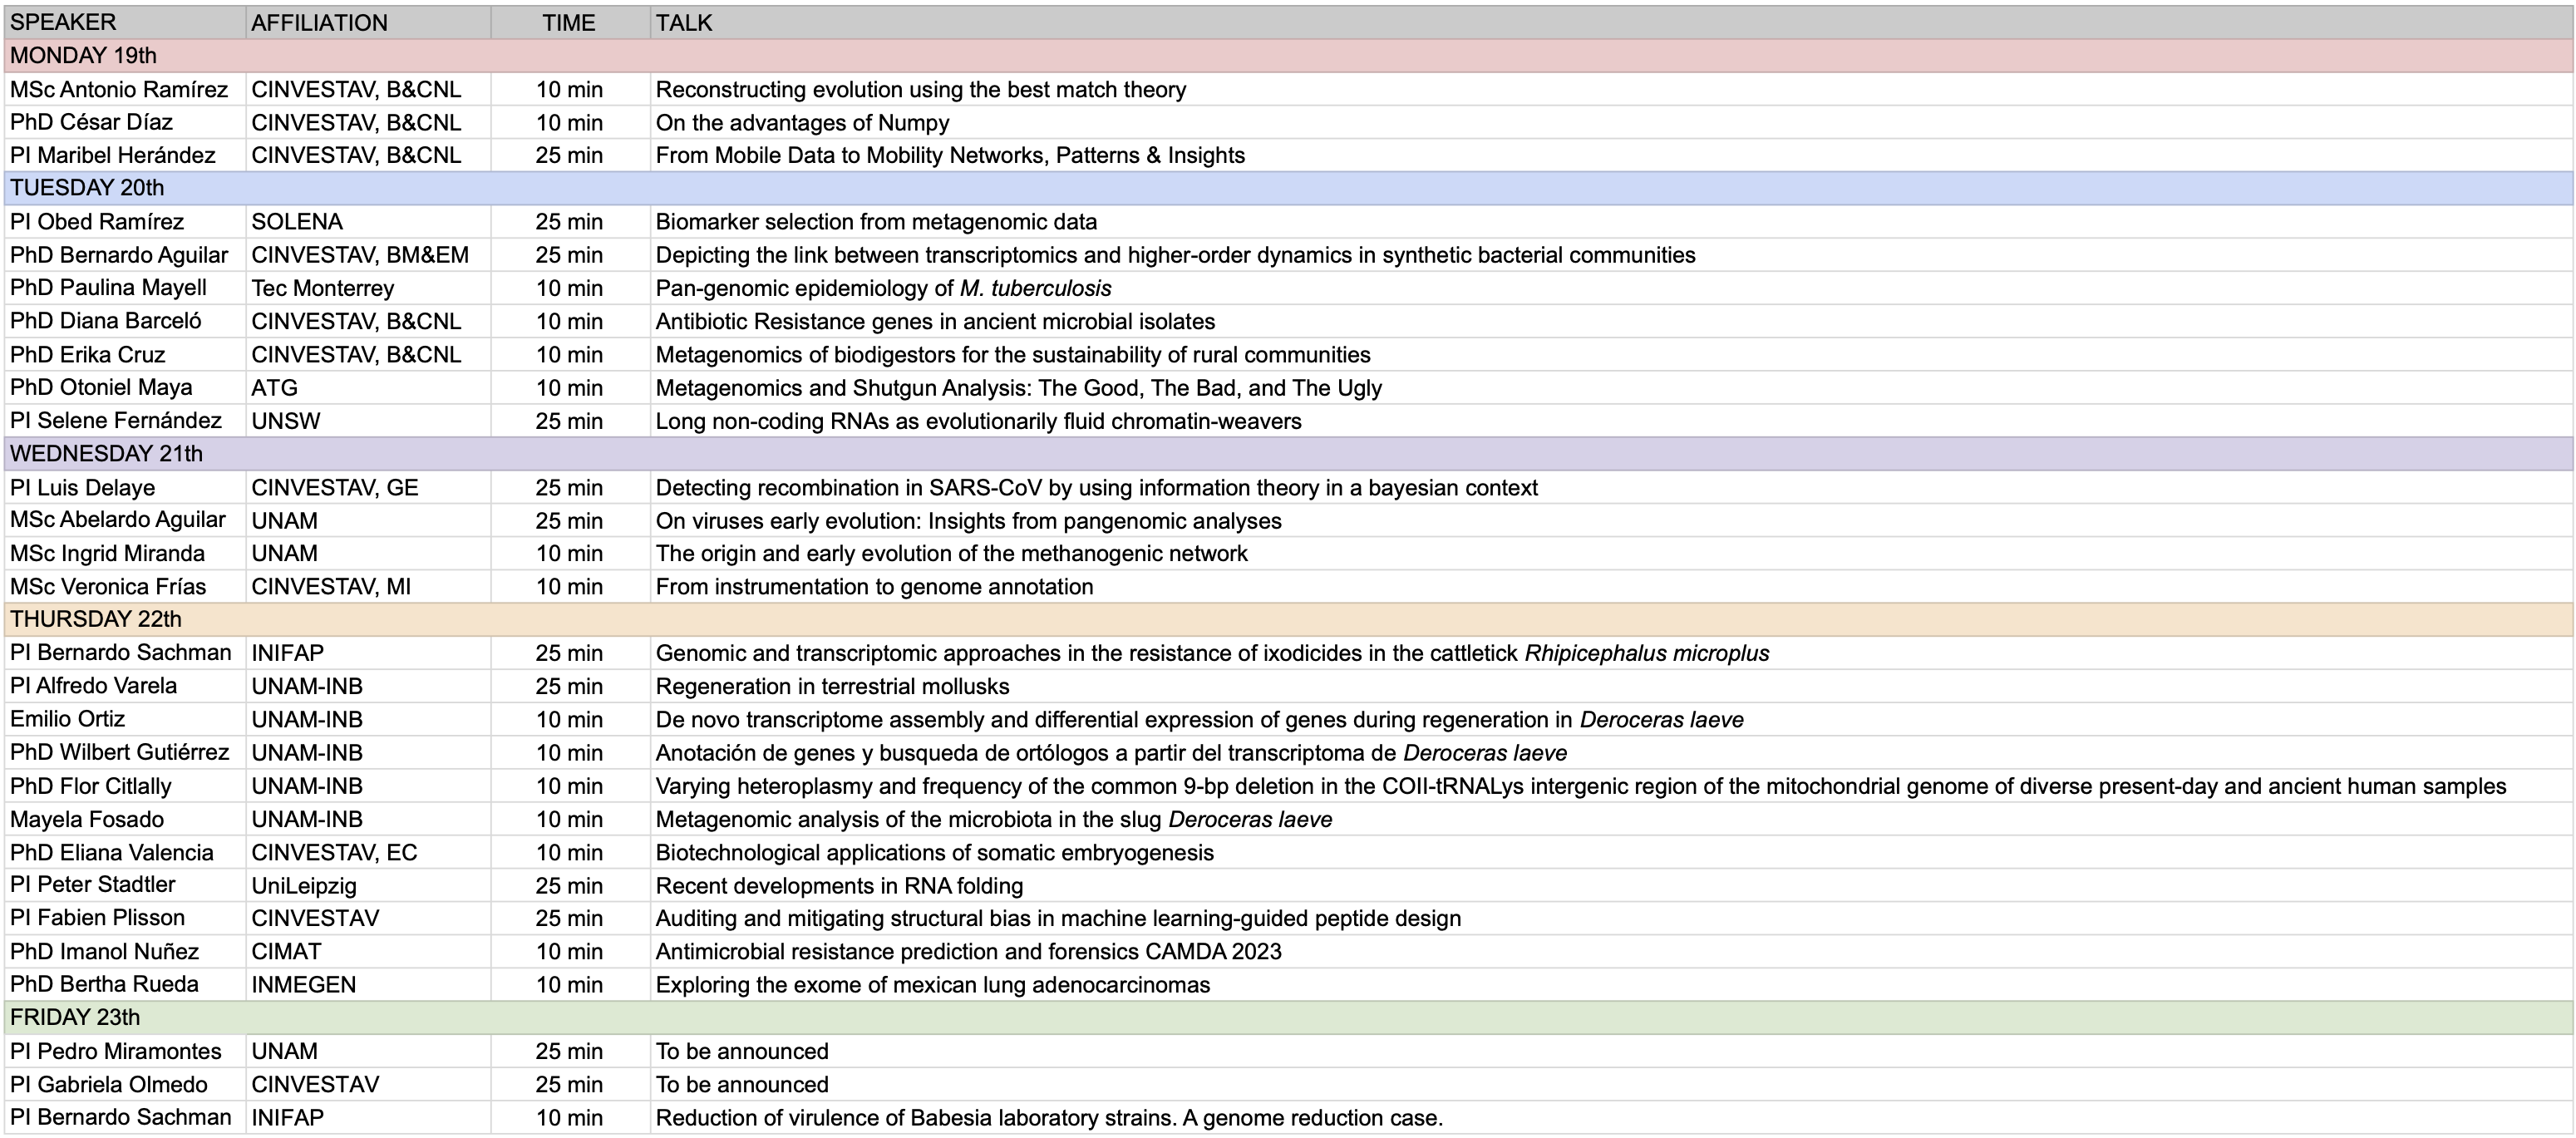 SPEAKER AFFILIATION TIME TALK
MONDAY 19th
MSc Antonio Ramírez CINVESTAV, B&CNL 10 min Reconstructing evolution using the best match theory
PhD César Díaz CINVESTAV, B&CNL 10 min On the advantages of Numpy
PI Maribel Herández CINVESTAV, B&CNL 25 min From Mobile Data to Mobility Networks, Patterns & Insights
TUESDAY 20th
PI Obed Ramírez SOLENA 25 min Biomarker selection from metagenomic data
PhD Bernardo Aguilar CINVESTAV, BM&EM 25 min Depicting the link between transcriptomics and higher-order dynamics in synthetic bacterial communities
PhD Paulina Mayell Tec Monterrey 10 min Pan-genomic epidemiology of M. tuberculosis
PhD Diana Barceló CINVESTAV, B&CNL 10 min Antibiotic Resistance genes in ancient microbial isolates
PhD Erika Cruz CINVESTAV, B&CNL 10 min Metagenomics of biodigestors for the sustainability of rural communities
PhD Otoniel Maya ATG 10 min Metagenomics and Shutgun Analysis: The Good, The Bad, and The Ugly
PI Selene Fernández UNSW 25 min Long non-coding RNAs as evolutionarily fluid chromatin-weavers
WEDNESDAY 21th
PI Luis Delaye CINVESTAV, GE 25 min Detecting recombination in SARS-CoV by using information theory in a bayesian context
MSc Abelardo Aguilar UNAM 25 min On viruses early evolution: Insights from pangenomic analyses
MSc Ingrid Miranda UNAM 10 min The origin and early evolution of the methanogenic network
MSc Veronica Frías CINVESTAV, MI 10 min From instrumentation to genome annotation
THURSDAY 22th
PI Bernardo Sachman INIFAP 25 min Genomic and transcriptomic approaches in the resistance of ixodicides in the cattletick Rhipicephalus microplus
PI Alfredo Varela UNAM-INB 25 min Regeneration in terrestrial mollusks
Emilio Ortiz UNAM-INB 10 min De novo transcriptome assembly and differential expression of genes during regeneration in Deroceras laeve
PhD Wilbert Gutiérrez UNAM-INB 10 min Anotación de genes y busqueda de ortólogos a partir del transcriptoma de Deroceras laeve
PhD Flor Citlally UNAM-INB 10 min Varying heteroplasmy and frequency of the common 9-bp deletion in the COII-tRNALys intergenic region of the mitochondrial genome of diverse present-day and ancient human samples
Mayela Fosado UNAM-INB 10 min Metagenomic analysis of the microbiota in the slug Deroceras laeve
PhD Eliana Valencia CINVESTAV, EC 10 min Biotechnological applications of somatic embryogenesis
PI Peter Stadtler UniLeipzig 25 min Recent developments in RNA folding
PI Fabien Plisson CINVESTAV 25 min Auditing and mitigating structural bias in machine learning-guided peptide design
PhD Imanol Nuñez CIMAT 10 min Antimicrobial resistance prediction and forensics CAMDA 2023
PhD Bertha Rueda INMEGEN 10 min Exploring the exome of mexican lung adenocarcinomas
FRIDAY 23th
PI Pedro Miramontes UNAM 25 min To be announced
PI Gabriela Olmedo CINVESTAV 25 min To be announced
PI Bernardo Sachman INIFAP 10 min Reduction of virulence of Babesia laboratory strains. A genome reduction case.